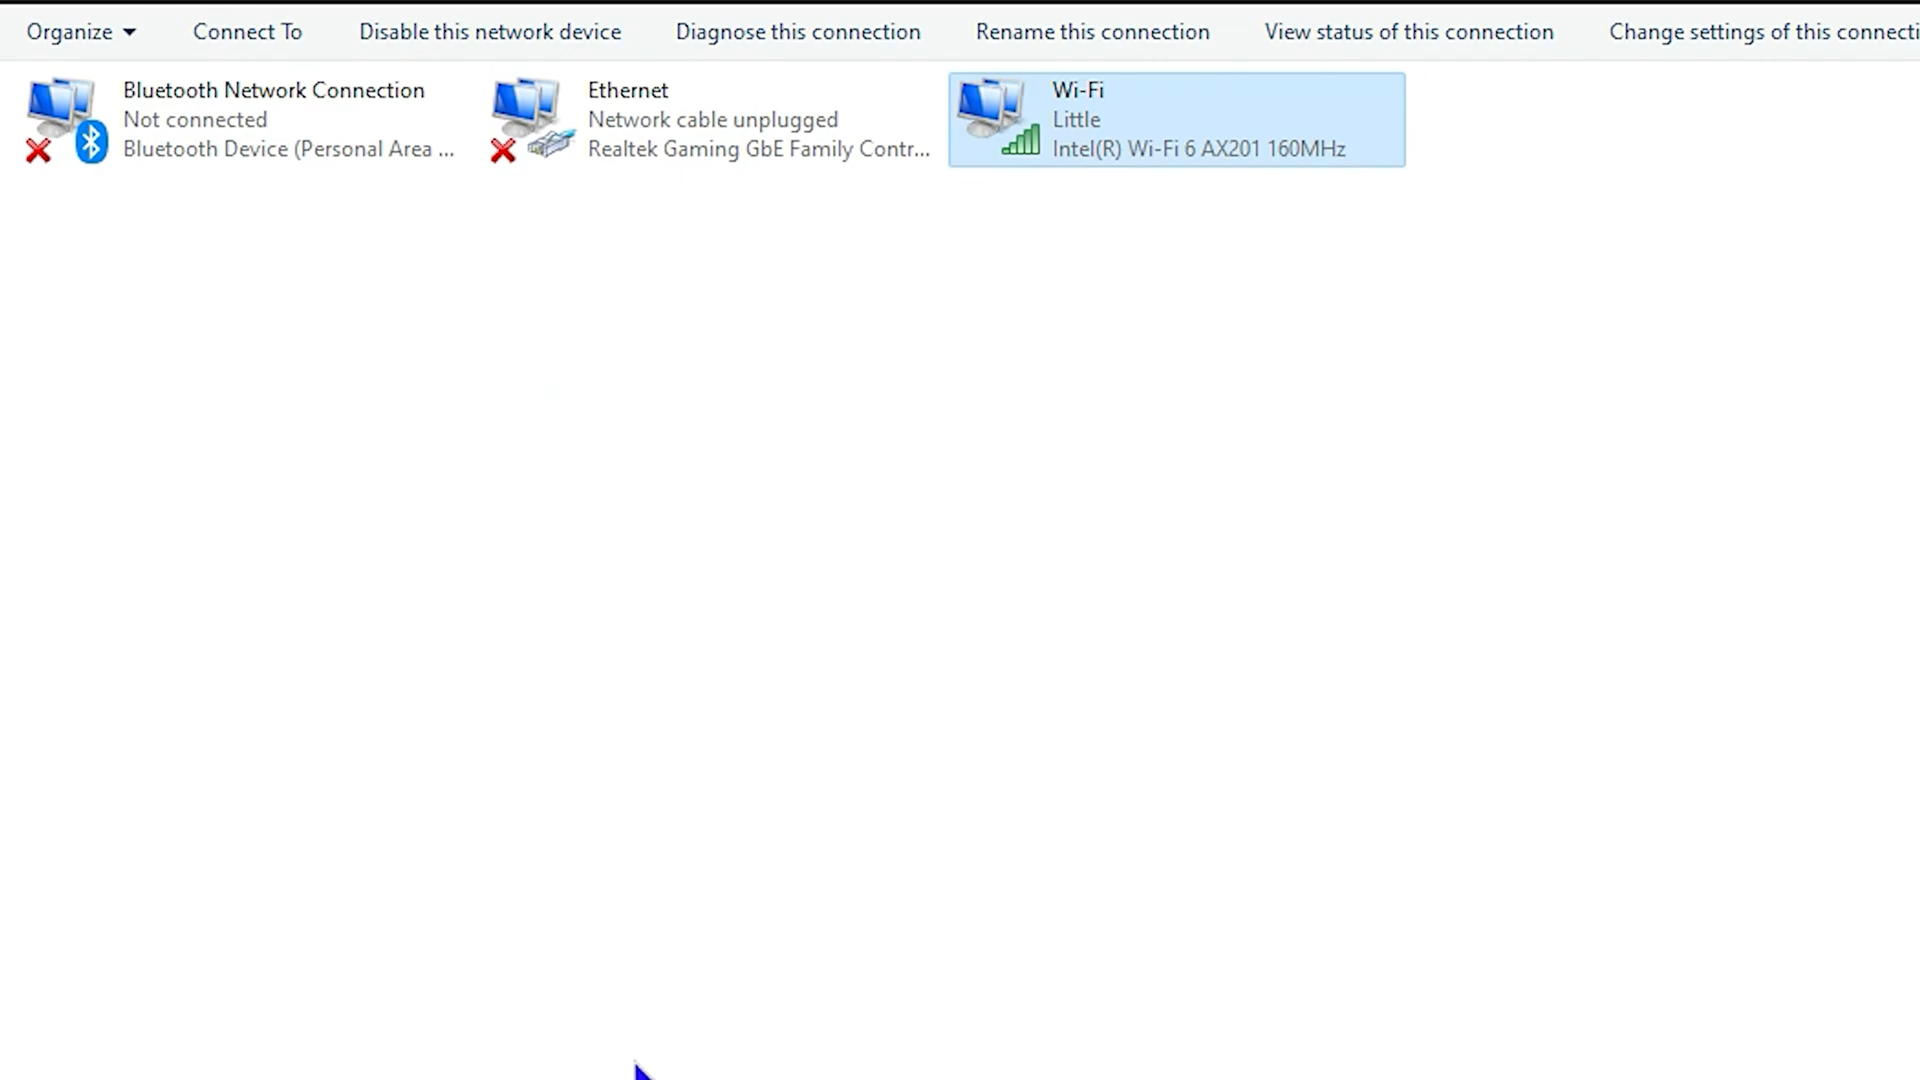 Organize Connect To Disable this network device Diagnose this connection Rename this connection View status of this connection Change settings of this connecti
Bluetooth Network Connection
Not connected
Bluetooth Device (Personal Area ...
Ethernet
Network cable unplugged
Realtek Gaming GbE Family Contr...
Wi-Fi
Little
Intel(R) Wi-Fi 6 AX201 160MHz